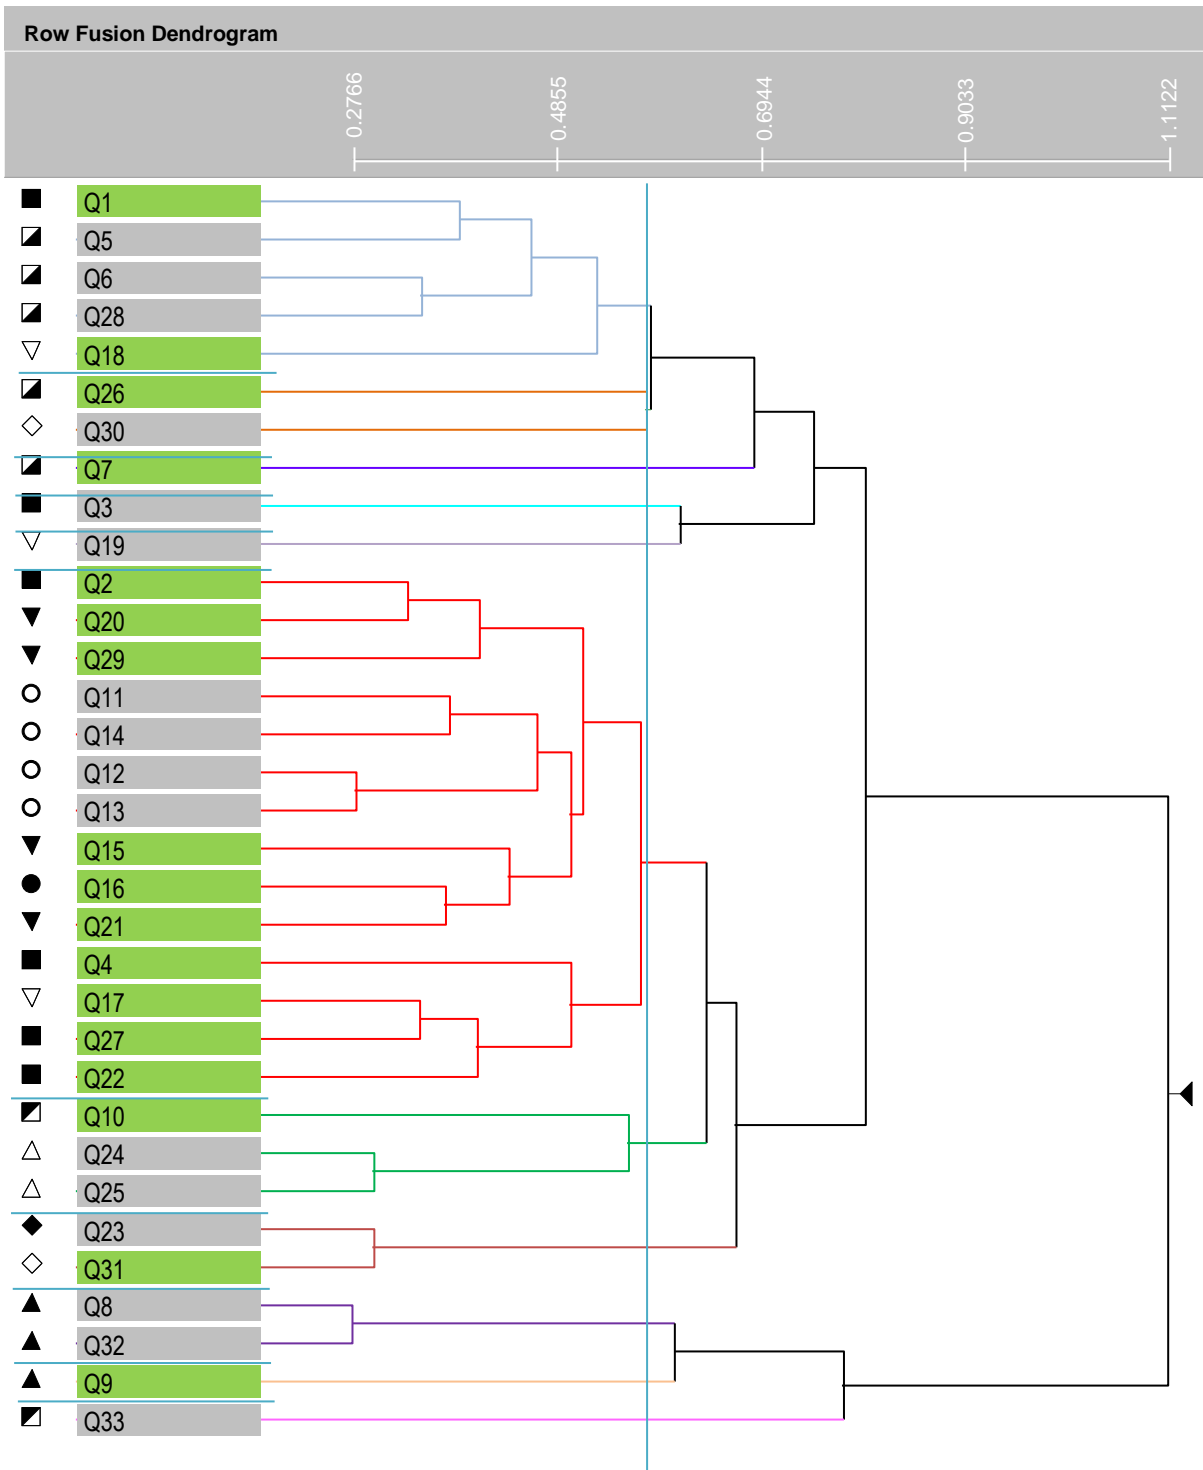 Row Fusion Dendrogram
0.2766
0.4855
0.6944
0.9033
1.1122
Q1
Q5
Q6
Q28
Q18
Q26
Q30
Q7
Q3
Q19
Q2
Q20
Q29
Q11
Q14
Q12
Q13
Q15
Q16
Q21
Q4
Q17
Q27
Q22
Q10
Q24
Q25
Q23
Q31
Q8
Q32
Q9
Q33